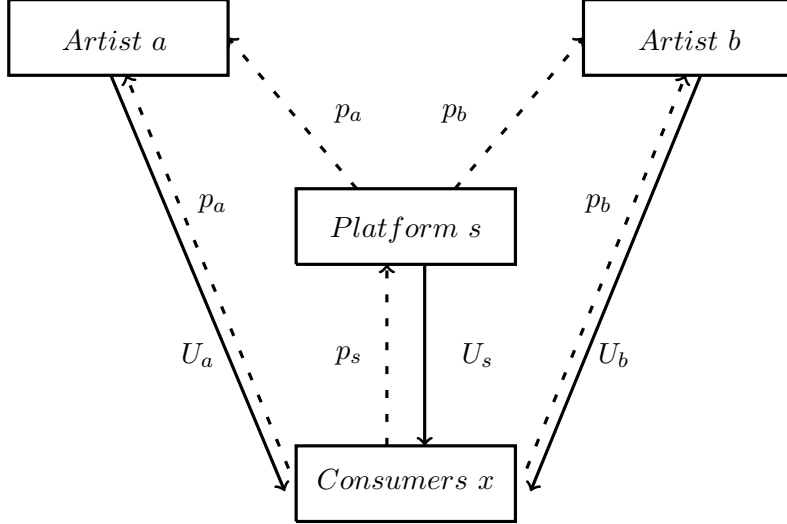 Artist a
Artist b
p_a
p_b
p_a
p_b
Platform s
U_a
p_s
U_s
U_b
Consumers x